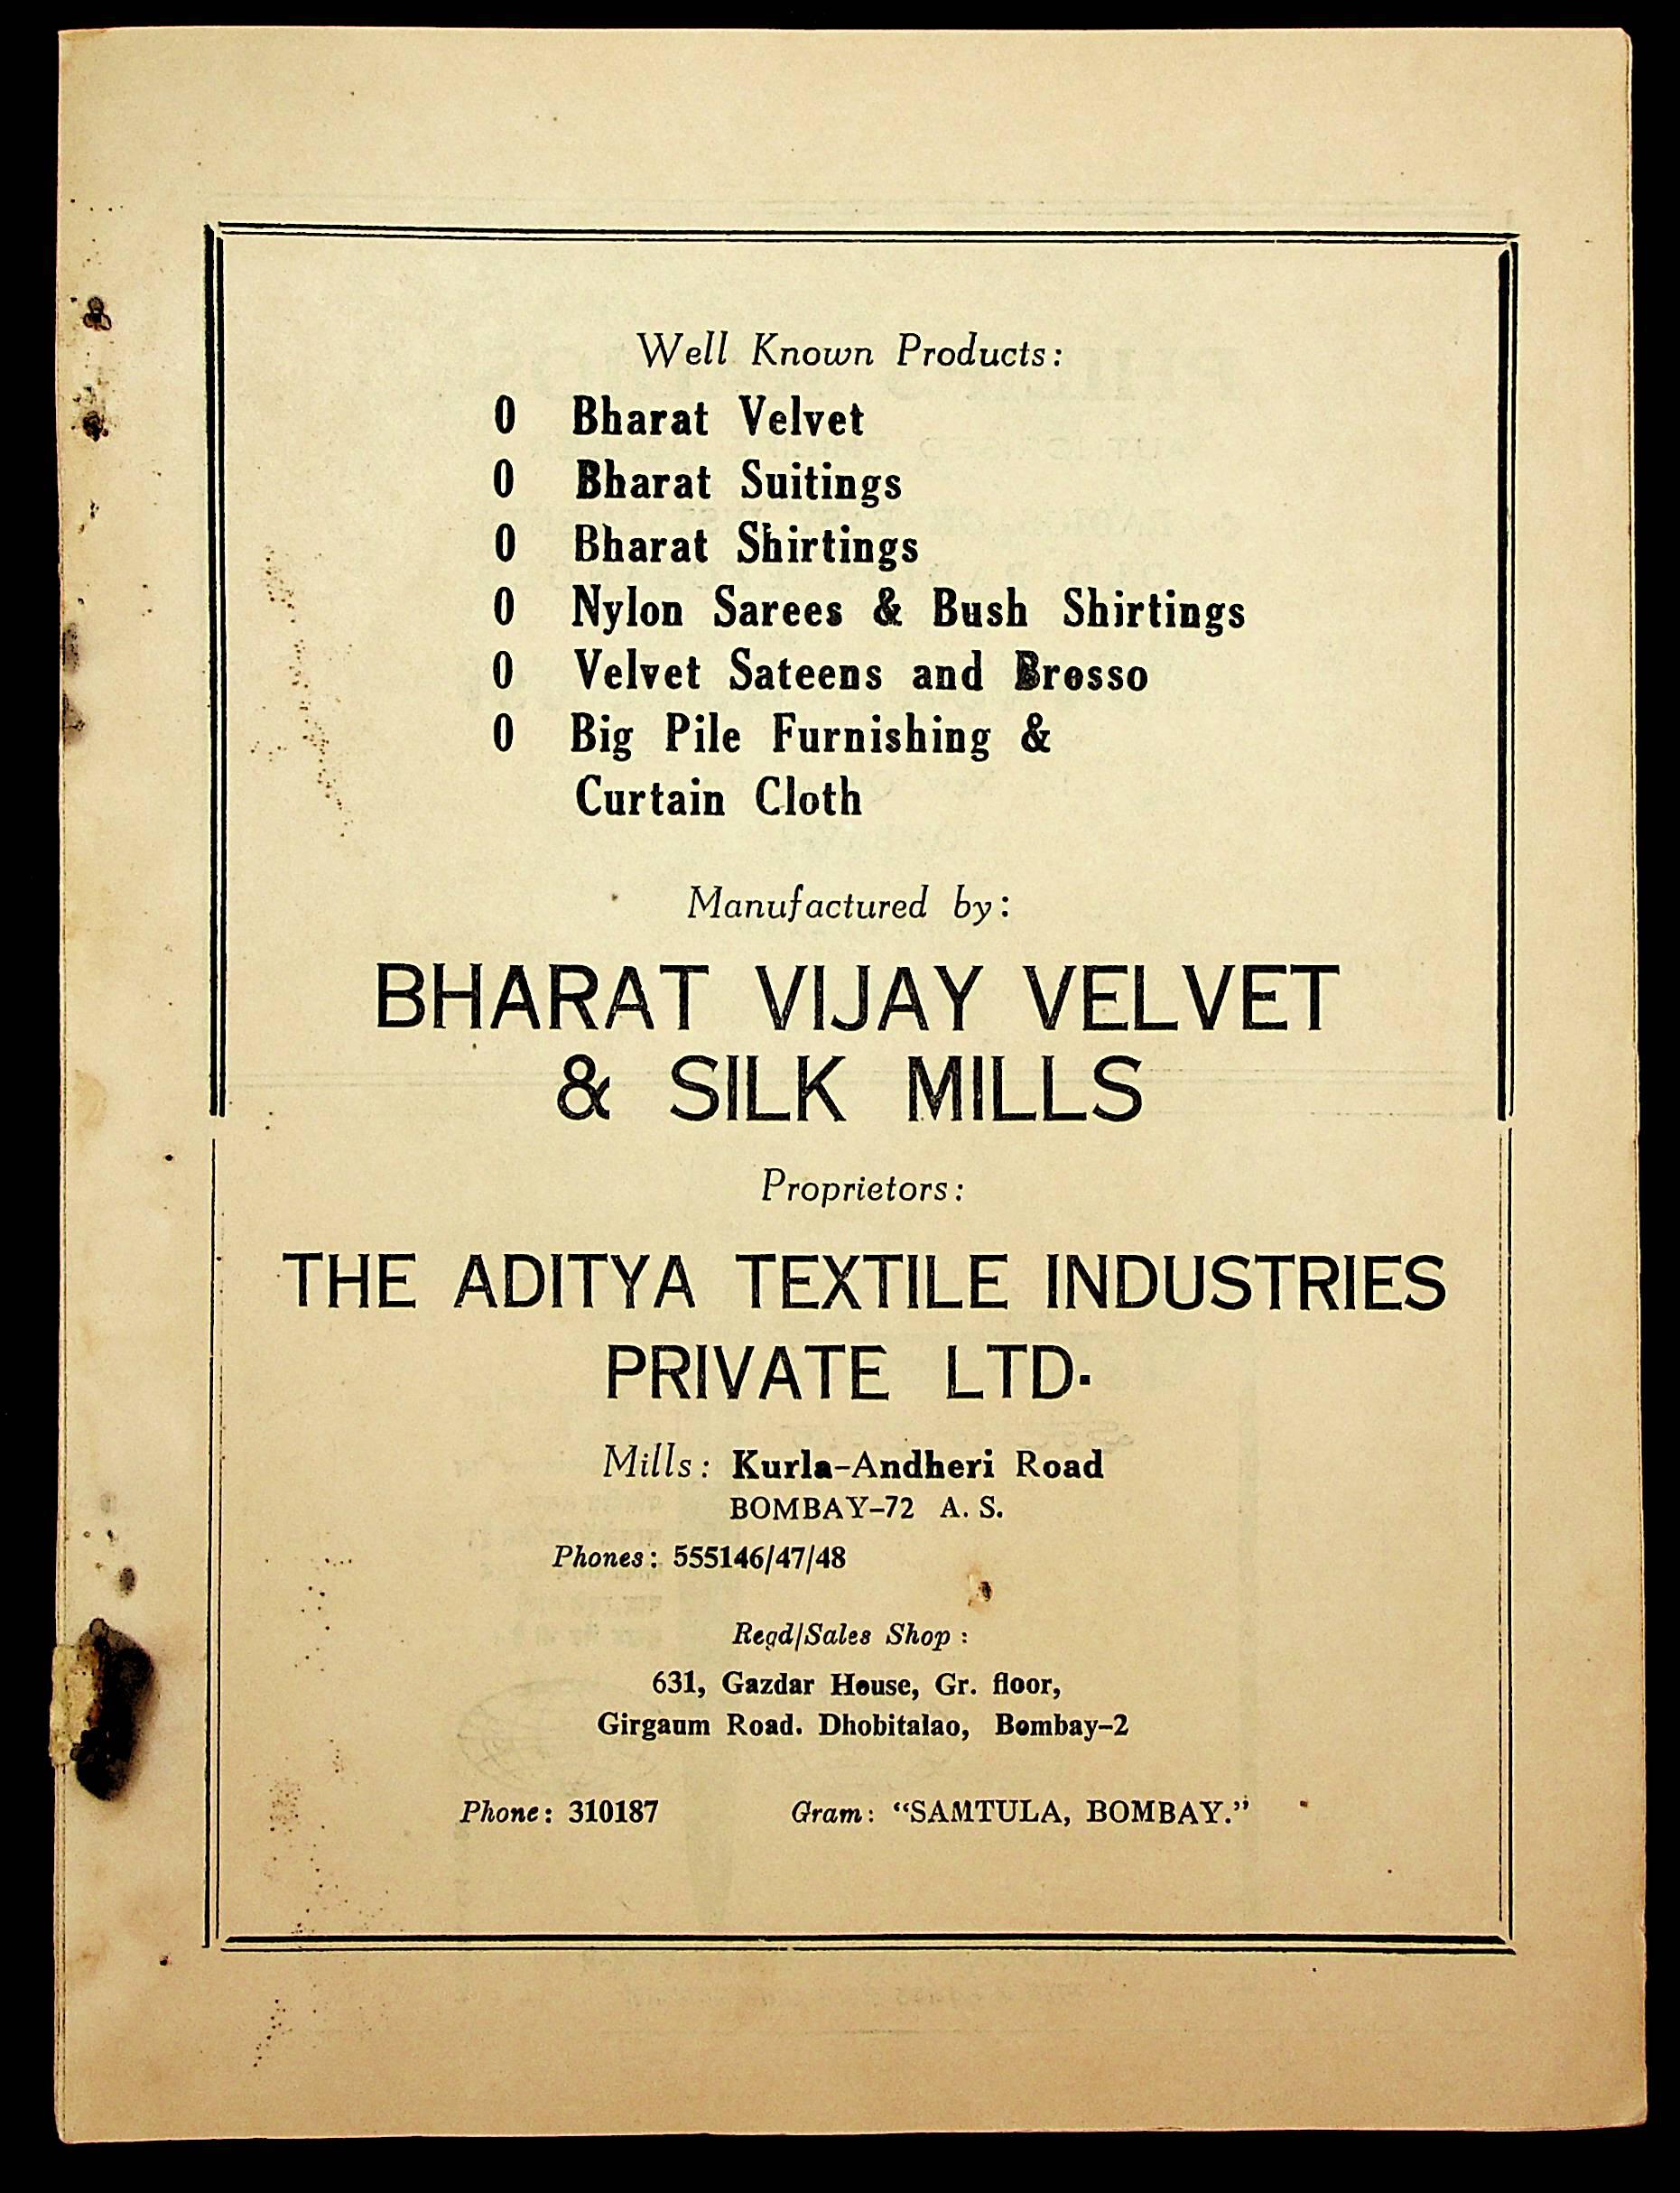 Well Known Products:
0 Bharat Velvet
0 Bharat Suitings
0 Bharat Shirtings
0 Nylon Sarees & Bush Shirtings
0 Velvet Sateens and Brosso
0 Big Pile Furnishing &
Curtain Cloth
Manufactured by:
BHARAT VIJAY VELVET
& SILK MILLS
Proprietors:
THE ADITYA TEXTILE INDUSTRIES
PRIVATE LTD.
Mills: Kurla-Andheri Road
BOMBAY-72 A. S.
Phones: 555146/47/48
Regd/Sales Shop :
631, Gazdar House, Gr. floor,
Girgaum Road. Dhobitalao, Bombay-2
Phone: 310187 Gram: "SAMTULA, BOMBAY."